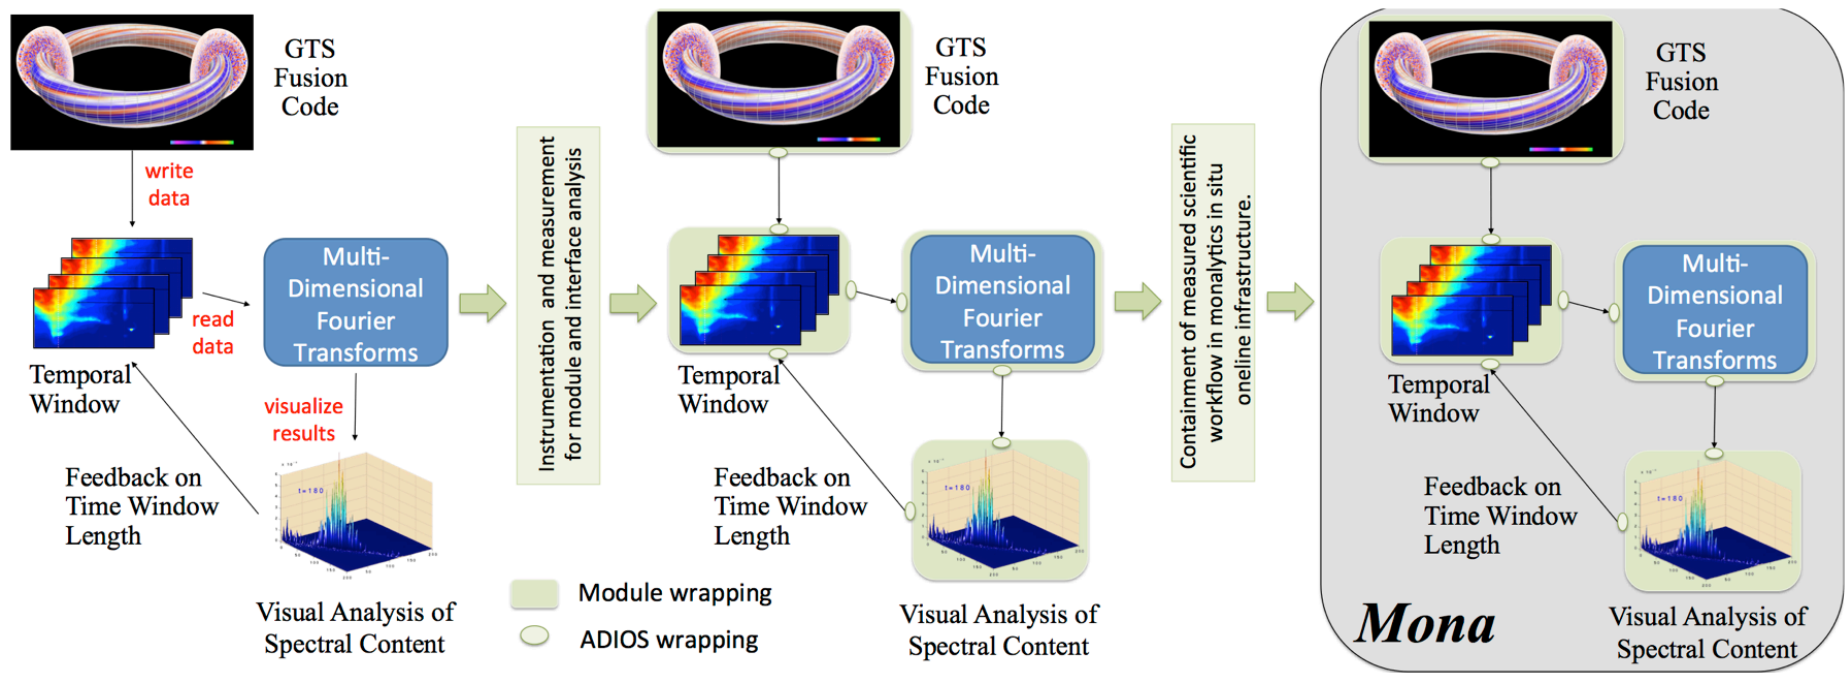 GTS
Fusion
Code
write
data
read
data
Multi-
Dimensional
Fourier
Transforms
Temporal
Window
visualize
results
Feedback on
Time Window
Length
t=180
Visual Analysis of
Spectral Content
Instrumentation and measurement
for module and interface analysis
GTS
Fusion
Code
Multi-
Dimensional
Fourier
Transforms
Temporal
Window
Feedback on
Time Window
Length
t=180
Visual Analysis of
Spectral Content
Module wrapping
ADIOS wrapping
Containment of measured scientific
workflow in monalytics in situ
oneline infrastructure.
GTS
Fusion
Code
Multi-
Dimensional
Fourier
Transforms
Temporal
Window
Feedback on
Time Window
Length
t=180
Mona
Visual Analysis of
Spectral Content